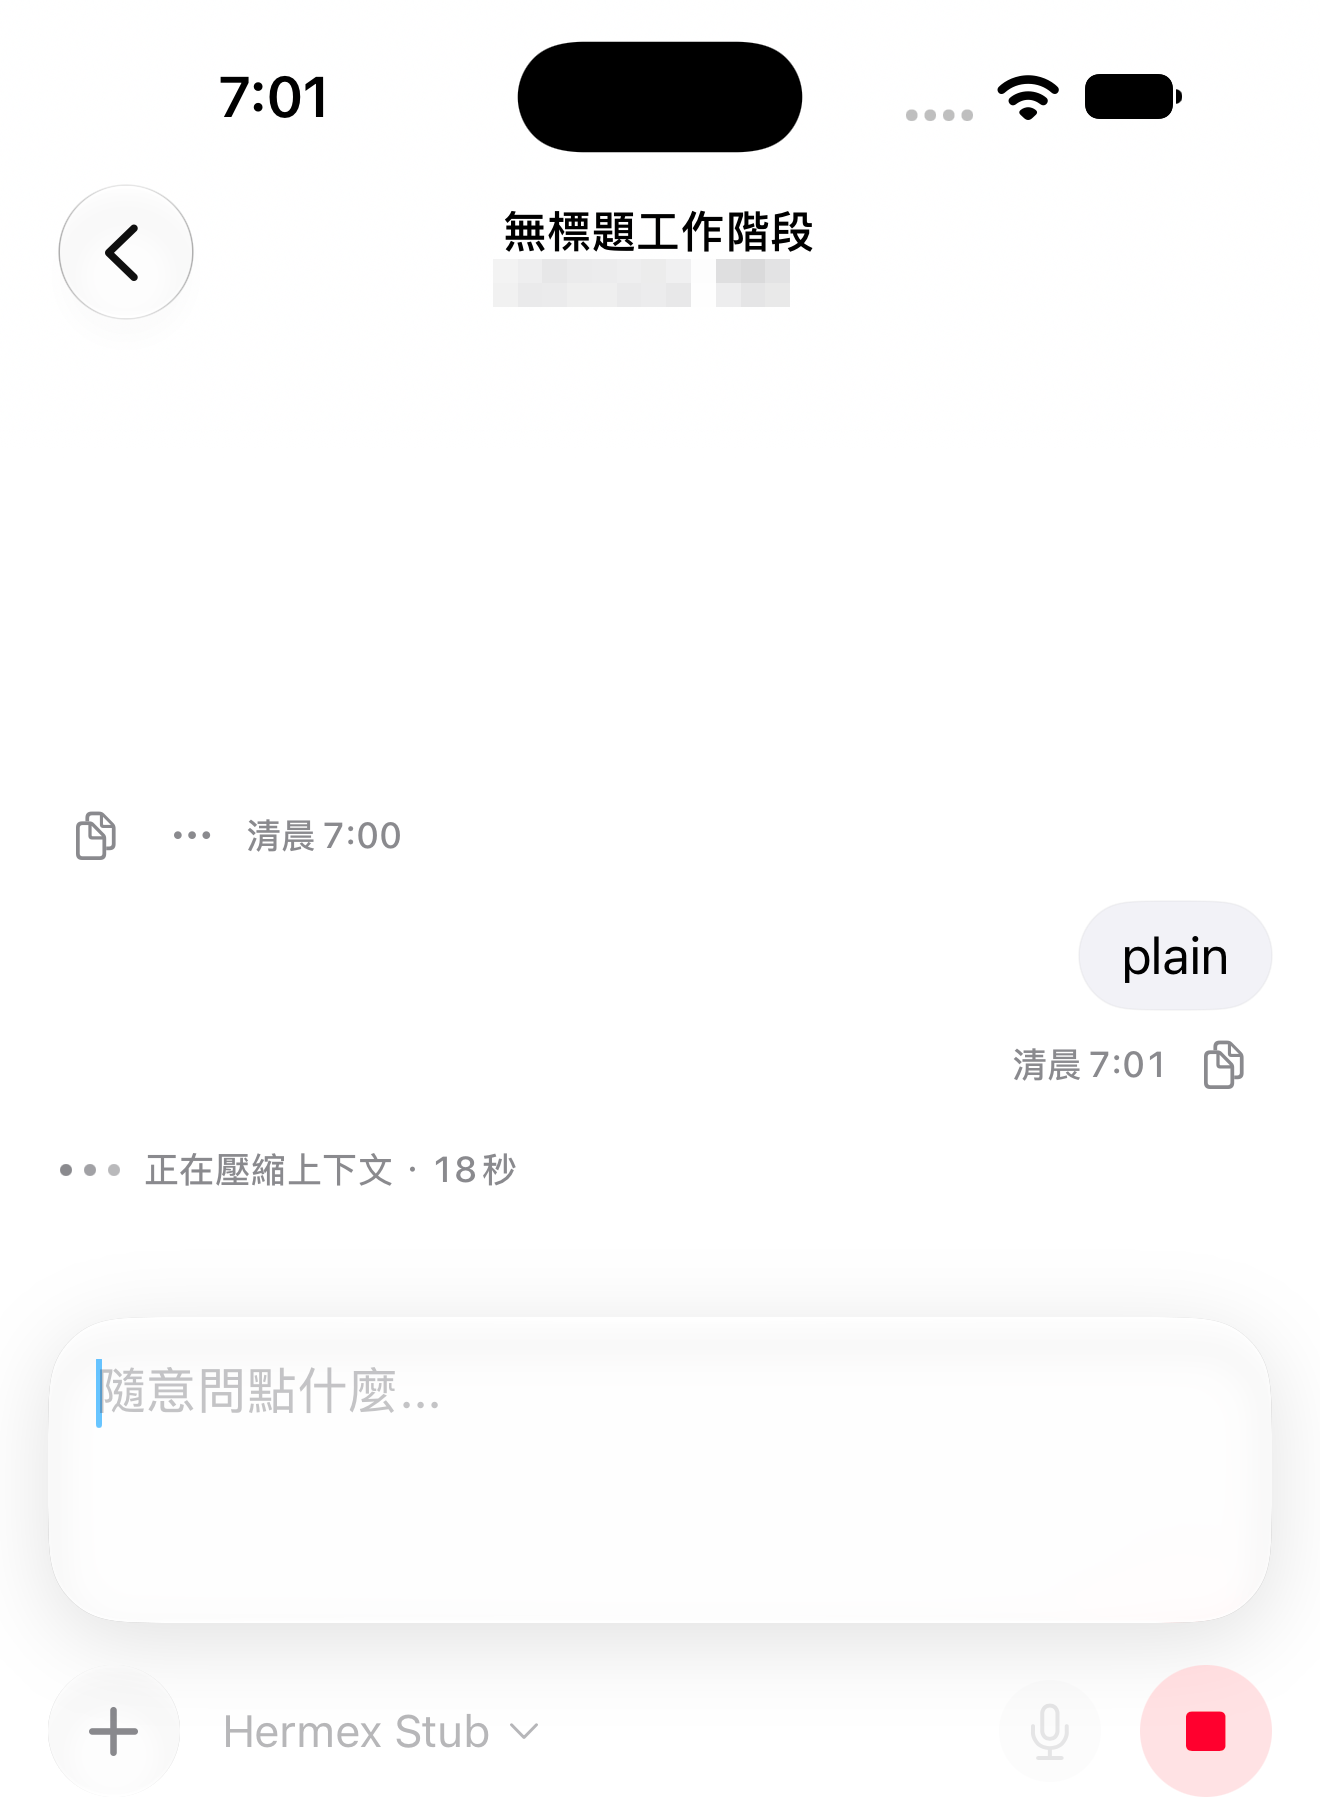 7:01
無標題工作階段
清晨 7:00
plain
清晨 7:01
正在壓縮上下文 · 18 秒
隨意問點什麼...
Hermex Stub